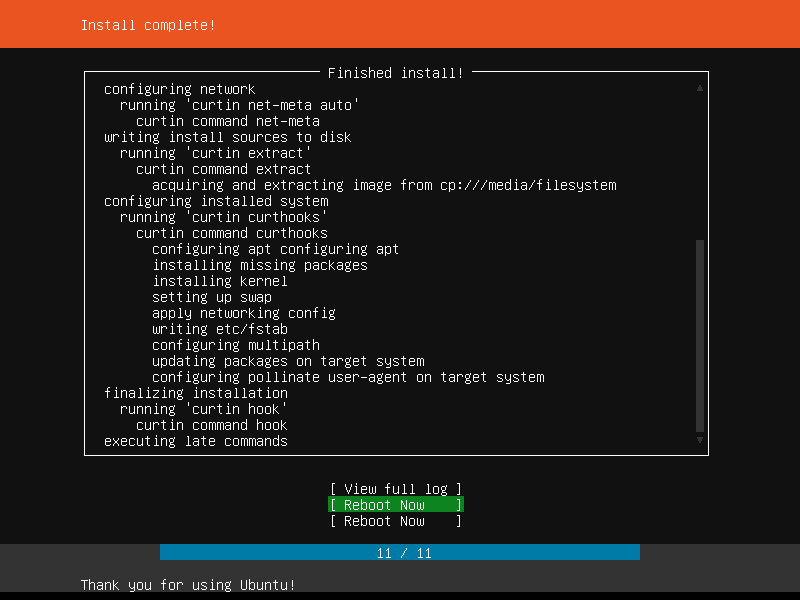 Install complete!
Finished install!
configuring network
running 'curtin net-meta auto'
curtin command net-meta
writing install sources to disk
running 'curtin extract'
curtin command extract
acquiring and extracting image from cp:///media/filesystem
configuring installed system
running 'curtin curthooks'
curtin command curthooks
configuring apt configuring apt
installing missing packages
installing kernel
setting up swap
apply networking config
writing etc/fstab
configuring multipath
updating packages on target system
configuring pollinate user-agent on target system
finalizing installation
running 'curtin hook'
curtin command hook
executing late commands
[ View full log ]
[ Reboot Now ]
[ Reboot Now ]
11 / 11
Thank you for using Ubuntu!